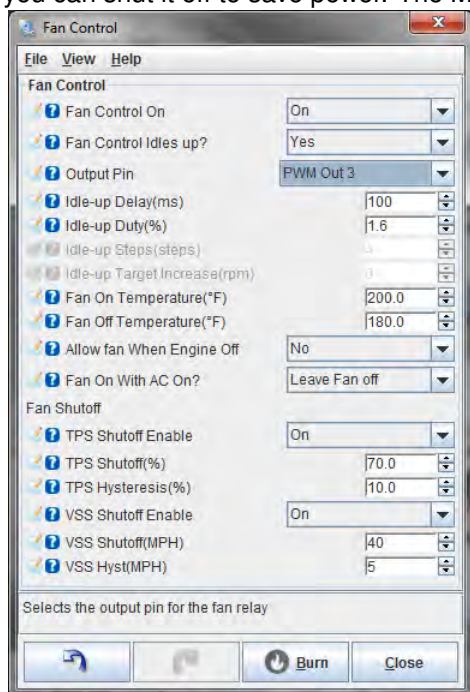 you can shut it off to save power. The M
Fan Control
File View Help
Fan Control
Fan Control On On
Fan Control Idles up? Yes
Output Pin PWM Out 3
Idle-up Delay(ms) 100
Idle-up Duty(%) 1.6
Idle-up Steps(steps)
Idle-up Target Increase(rpm)
Fan On Temperature(°F) 200.0
Fan Off Temperature(°F) 180.0
Allow fan When Engine Off No
Fan On With AC On? Leave Fan off
Fan Shutoff
TPS Shutoff Enable On
TPS Shutoff(%) 70.0
TPS Hysteresis(%) 10.0
VSS Shutoff Enable On
VSS Shutoff(MPH) 40
VSS Hyst(MPH) 5
Selects the output pin for the fan relay
Burn Close